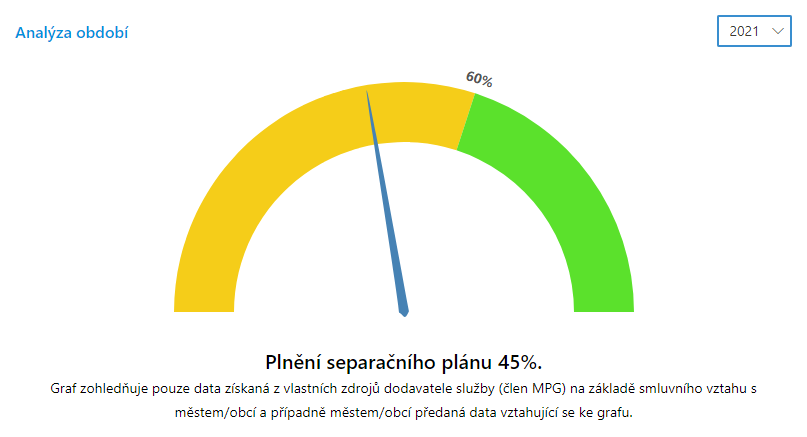 Analýza období
2021
60%
Plnění separačního plánu 45%.
Graf zohledňuje pouze data získaná z vlastních zdrojů dodavatele služby (člen MPG) na základě smluvního vztahu s
městem/obcí a případně městem/obcí předaná data vztahující se ke grafu.